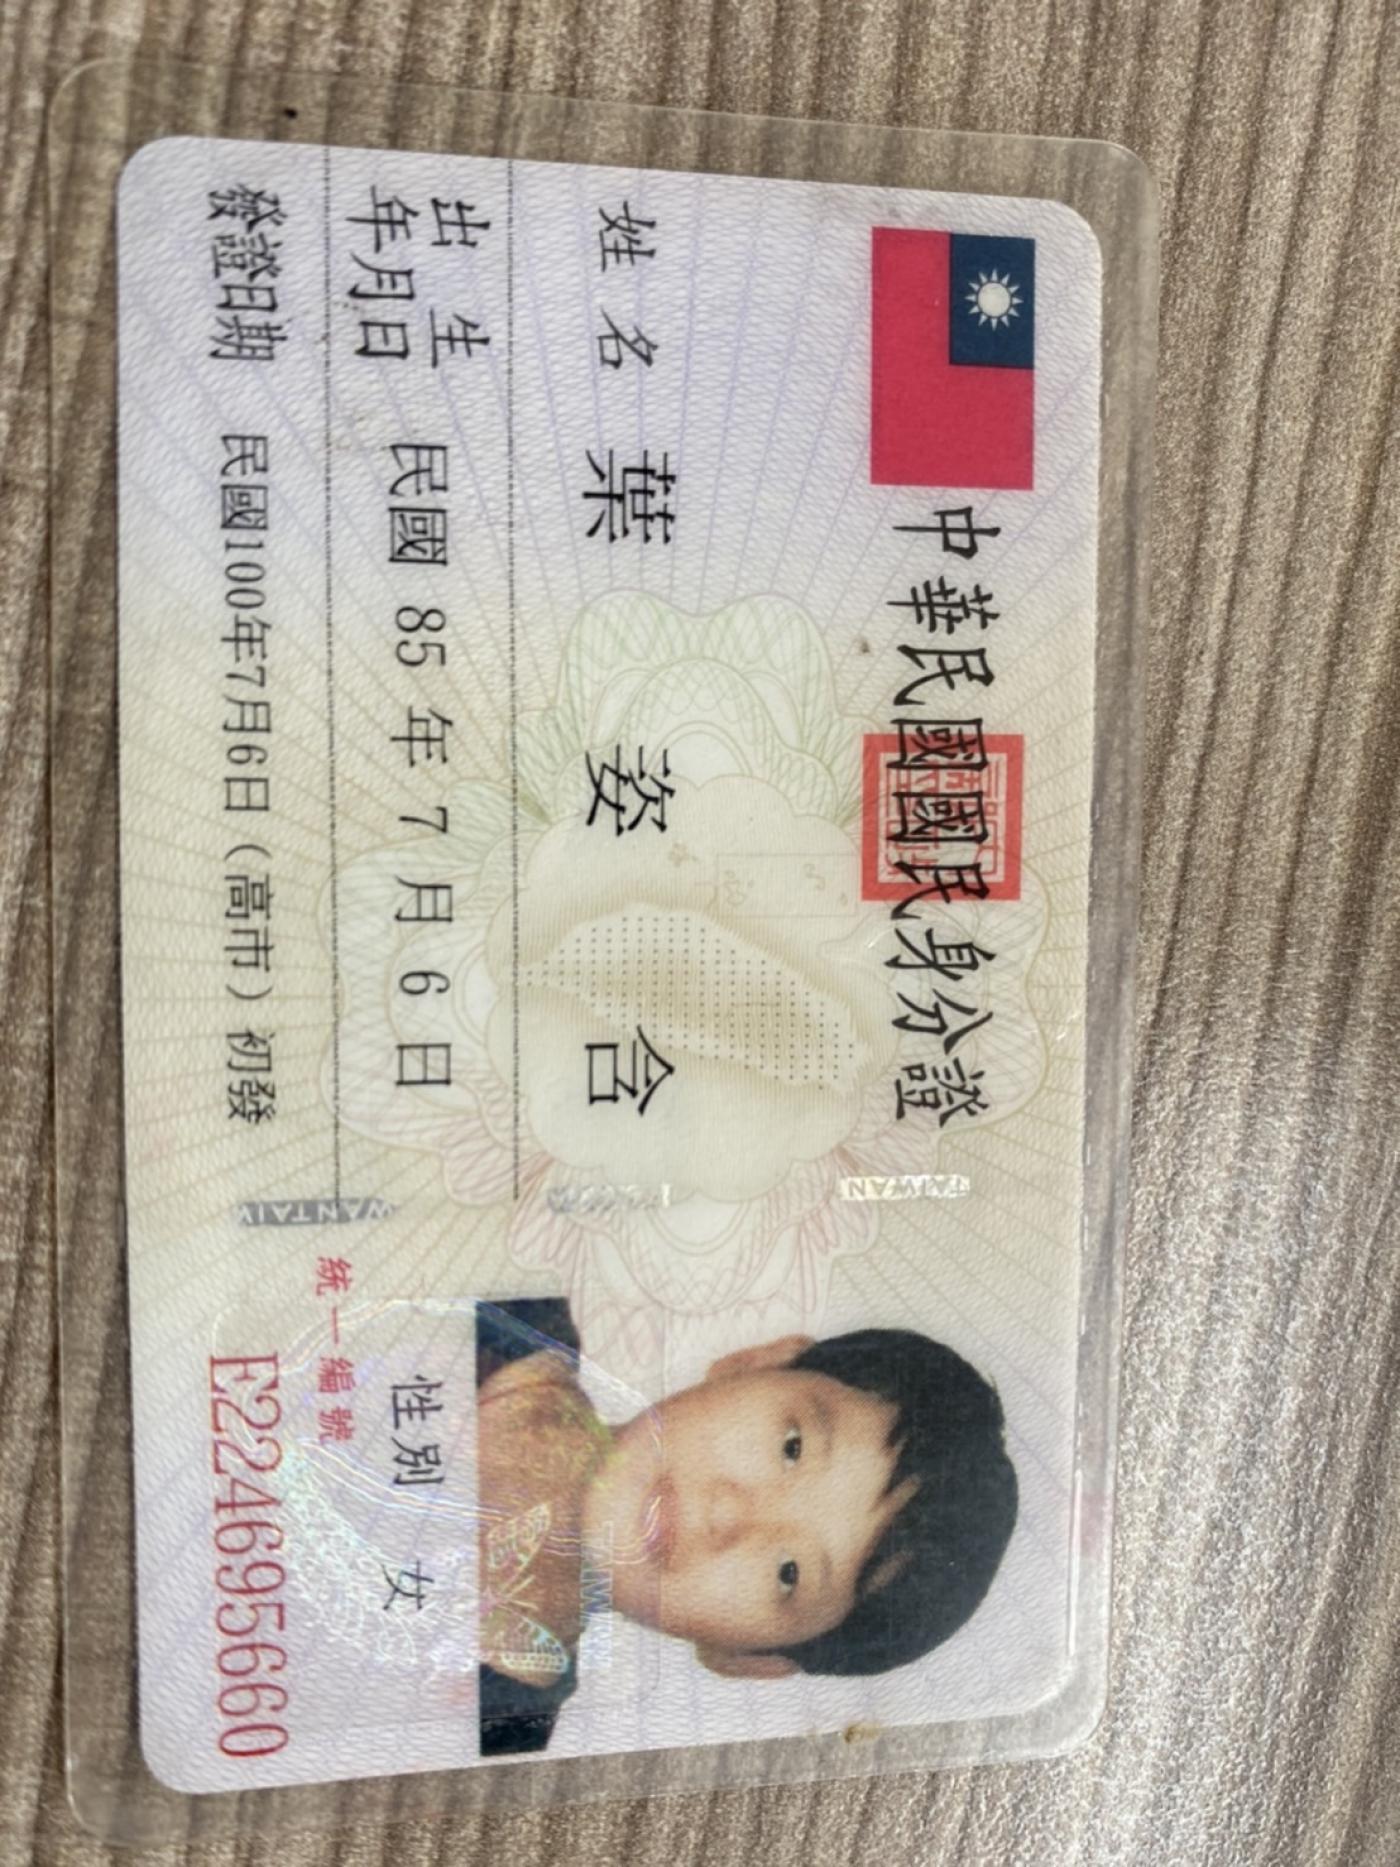 中華民國國民身分證
姓名 葉姿含
出生年月日 民國 85 年 7 月 6 日
發證日期 民國100年7月6日（高市）初發
性別 女
統一編號
E224695660
TAIWAN
TAIWAN